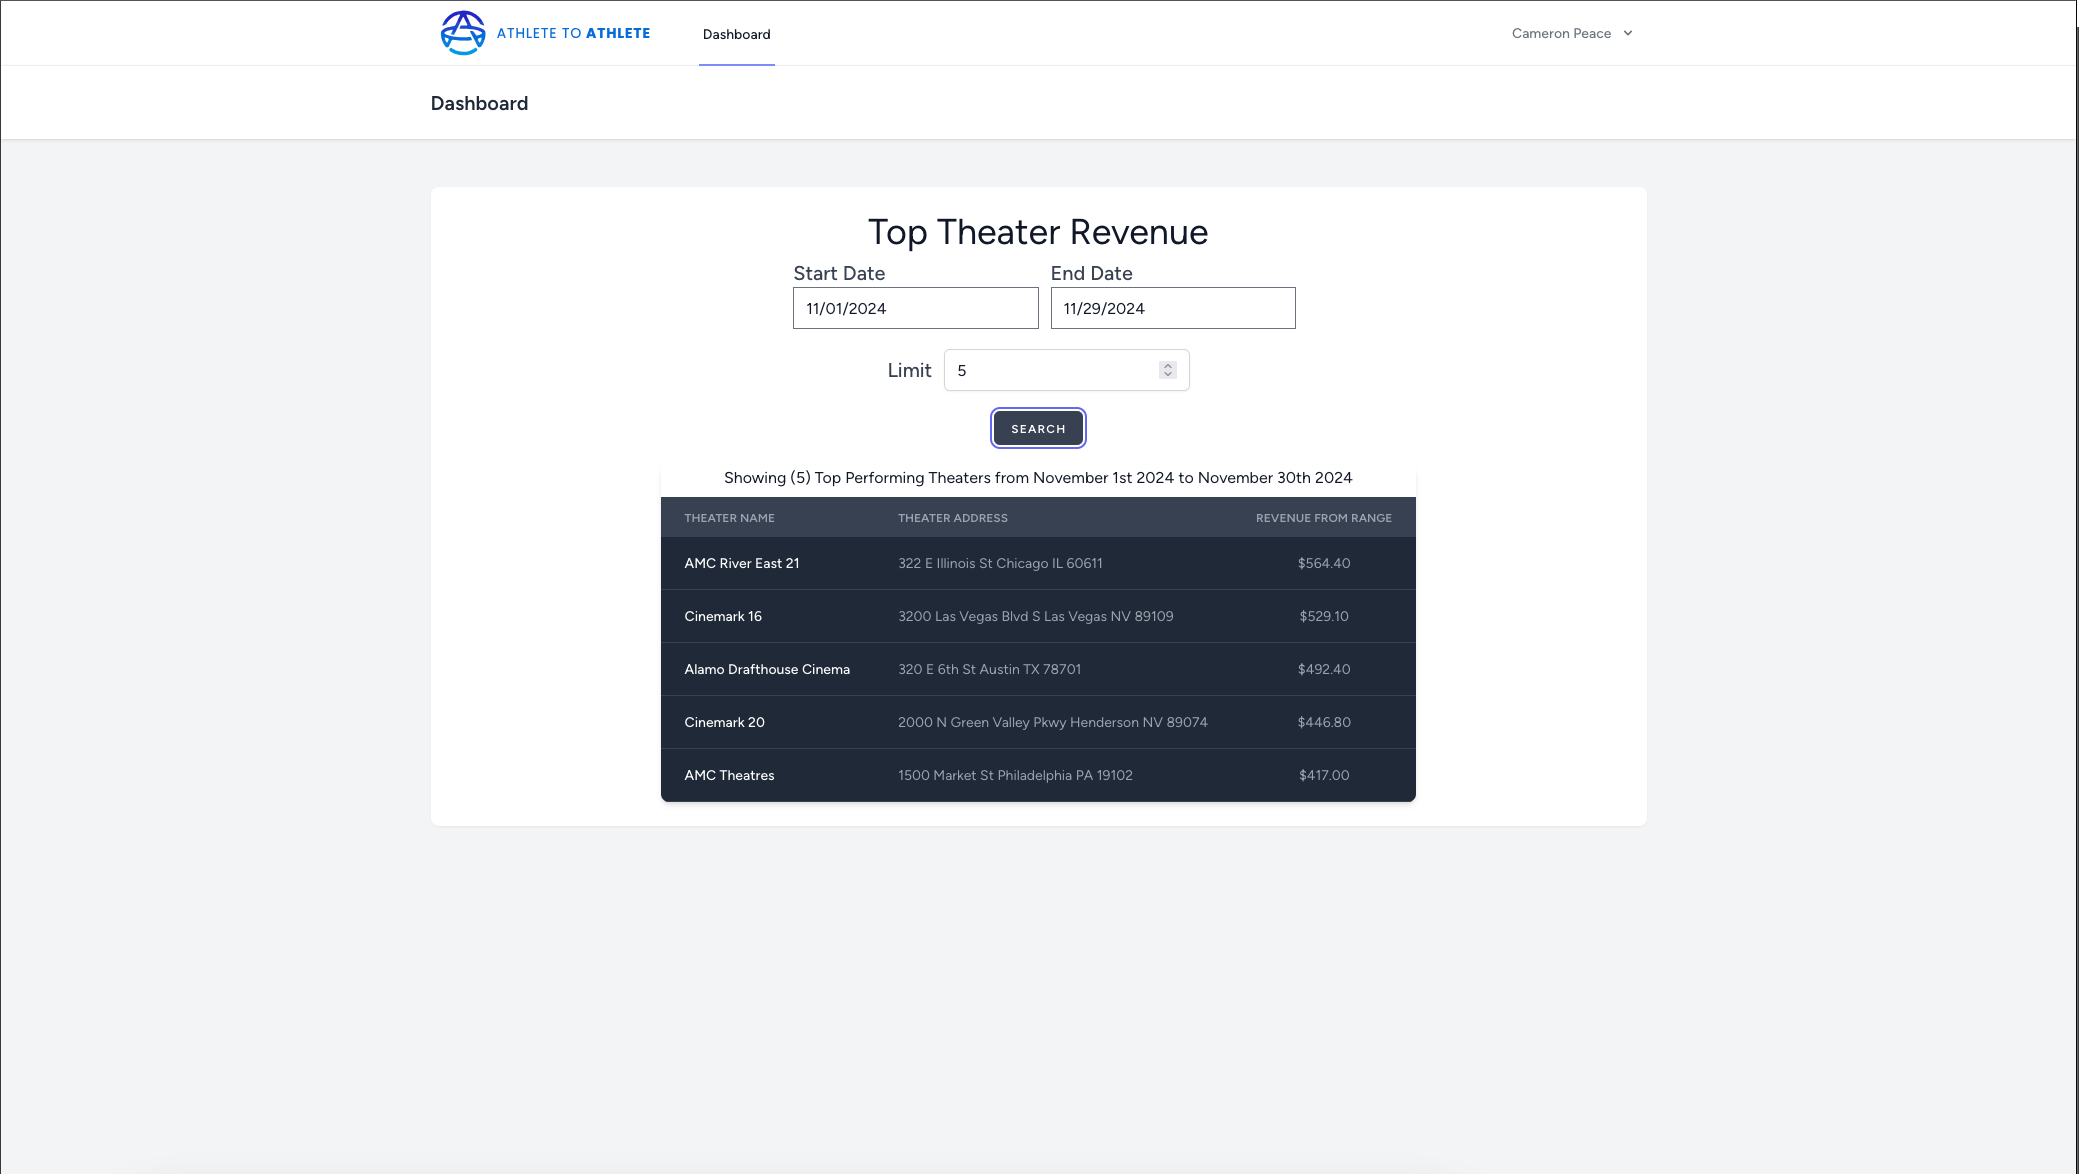 ATHLETE TO ATHLETE Dashboard Cameron Peace
Dashboard
Top Theater Revenue
Start Date End Date
11/01/2024 11/29/2024
Limit 5
SEARCH
Showing (5) Top Performing Theaters from November 1st 2024 to November 30th 2024
THEATER NAME THEATER ADDRESS REVENUE FROM RANGE
AMC River East 21 322 E Illinois St Chicago IL 60611 $564.40
Cinemark 16 3200 Las Vegas Blvd S Las Vegas NV 89109 $529.10
Alamo Drafthouse Cinema 320 E 6th St Austin TX 78701 $492.40
Cinemark 20 2000 N Green Valley Pkwy Henderson NV 89074 $446.80
AMC Theatres 1500 Market St Philadelphia PA 19102 $417.00